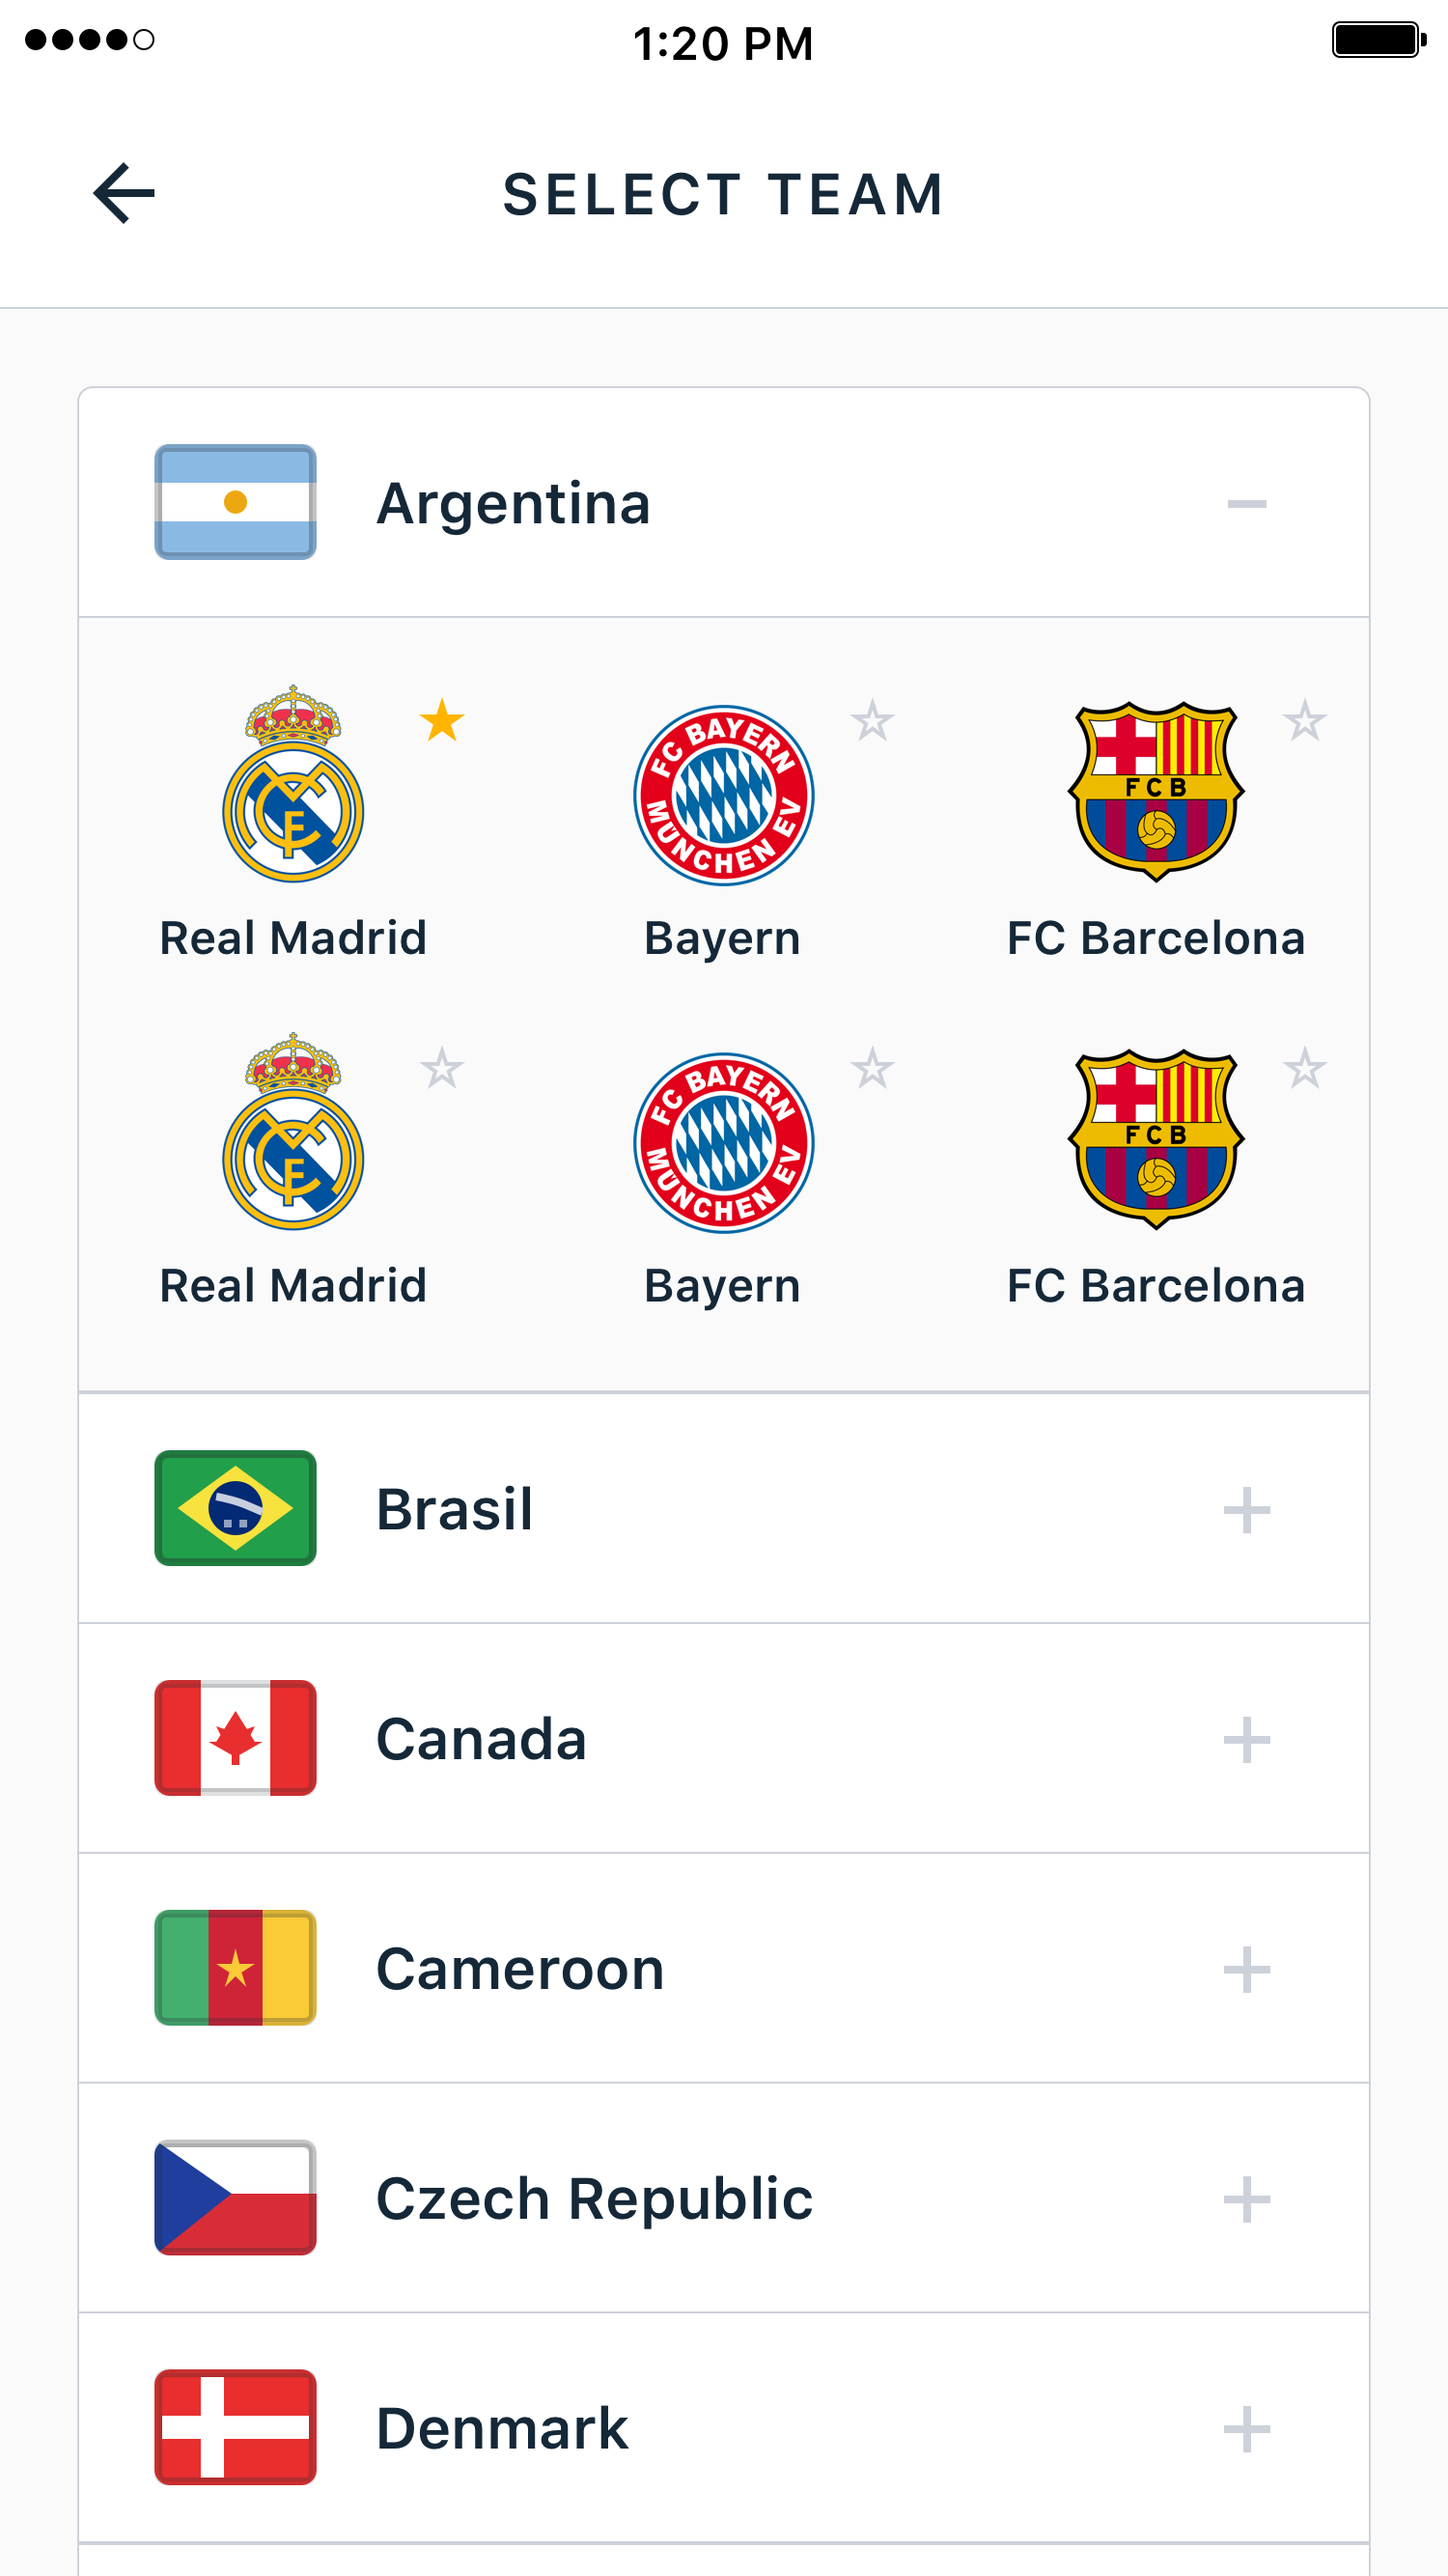 1:20 PM
SELECT TEAM
Argentina
FC BAYERN
MÜNCHEN EV
FCB
Real Madrid
Bayern
FC Barcelona
FC BAYERN
MÜNCHEN EV
FCB
Real Madrid
Bayern
FC Barcelona
Brasil
Canada
Cameroon
Czech Republic
Denmark